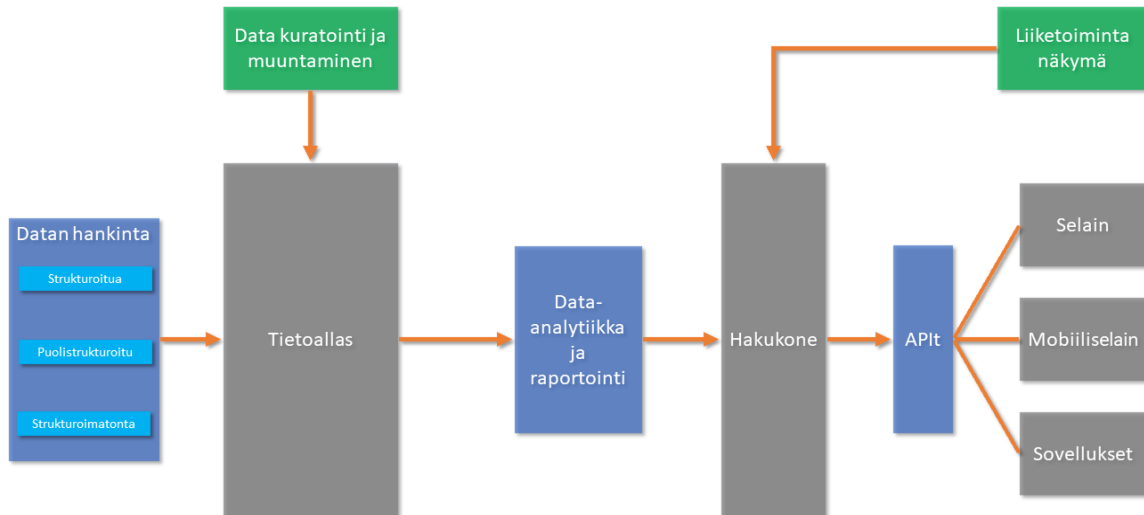 Data kuratointi ja
muuntaminen
Liiketoiminta
näkymä
Datan hankinta
Strukturoitua
Puolistrukturoitu
Strukturoimatonta
Tietoallas
Data-
analytiikka
ja
raportointi
Hakukone
APIt
Selain
Mobiiliselain
Sovellukset